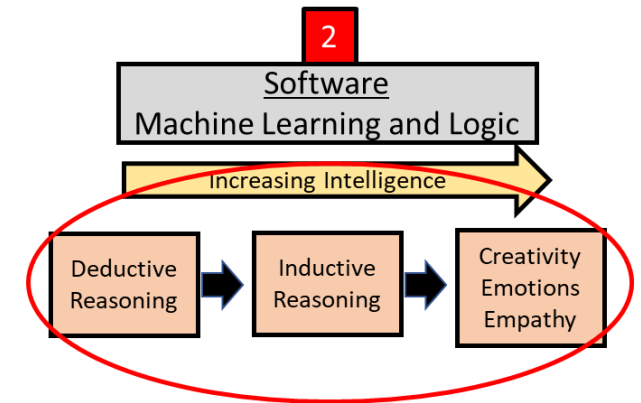 2
Software
Machine Learning and Logic
Increasing Intelligence
Deductive
Reasoning
Inductive
Reasoning
Creativity
Emotions
Empathy